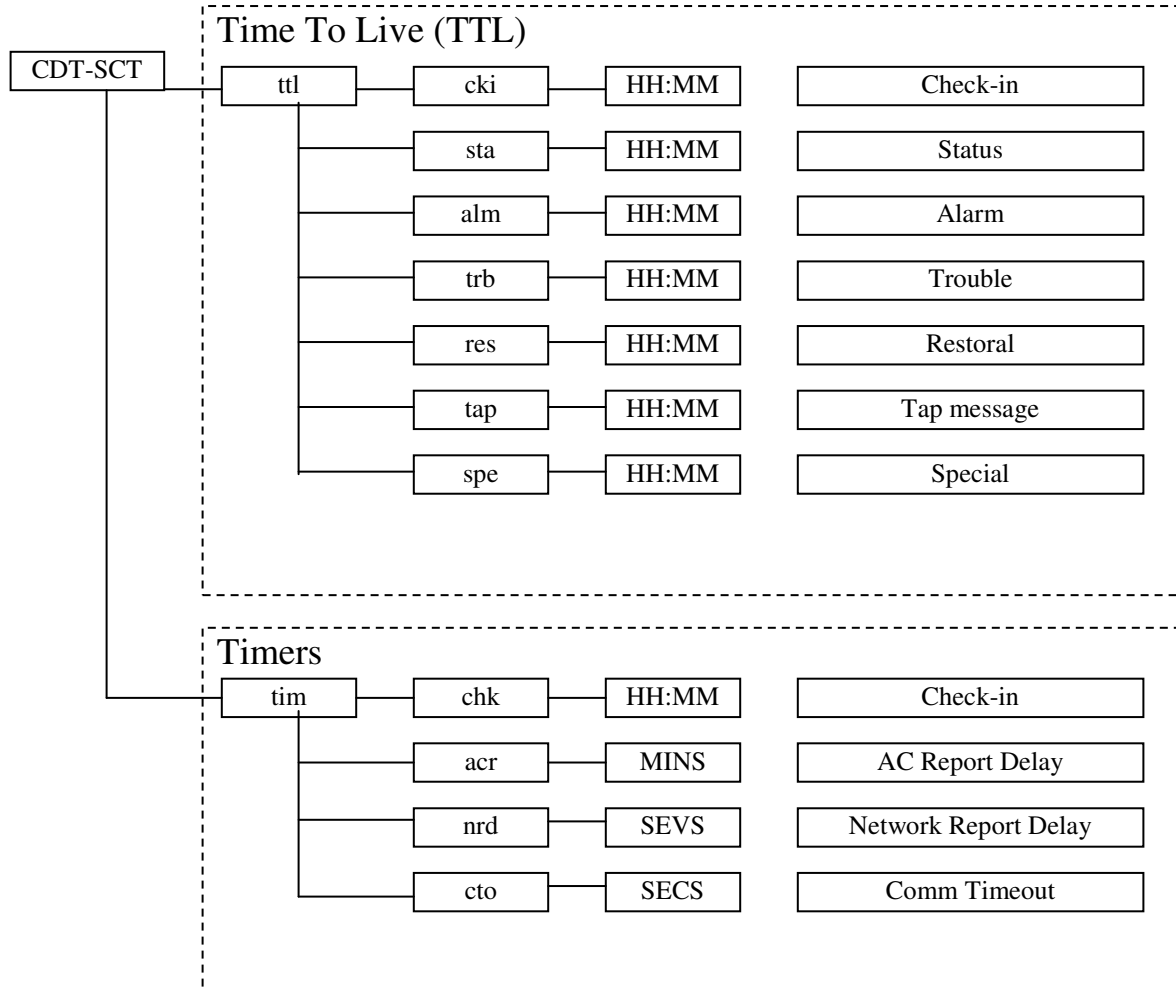 Time To Live (TTL)
CDT-SCT
ttl cki HH:MM Check-in
sta HH:MM Status
alm HH:MM Alarm
trb HH:MM Trouble
res HH:MM Restoral
tap HH:MM Tap message
spe HH:MM Special
Timers
tim chk HH:MM Check-in
acr MINS AC Report Delay
nrd SEVS Network Report Delay
cto SECS Comm Timeout